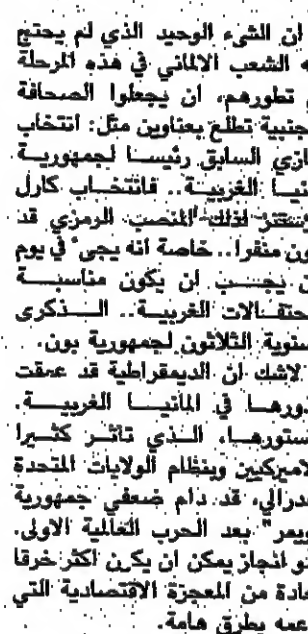 ان الشيء الوحيد الذي لم يحتج
ه الشعب الالماني في هذه المرحلة
تطورهم، ان يجعلوا الصحافة
جنبية تطلع بعناوين مثل: انتخاب
ازي السابق رئيسا لجمهورية
نيا الغربية.. فانتخاب كارل
رستنز لذلك المنصب الرمزي قد
ون منفرا.. خاصة انه يجيء في يوم
ن يجب ان يكون مناسبة
حتفالات الغربية.. الذكرى
سنوية الثلاثون لجمهورية بون.
لاشك ان الديمقراطية قد عمقت
ورها في المانيا الغربية.
ستورها، الذي تاثر كثيرا
لاميركيين وبنظام الولايات المتحدة
درالي، قد دام ضعفي جمهورية
ويمر" بعد الحرب العالمية الاولى.
و انجاز يمكن ان يكون اكثر خرقا
عادة من المعجزة الاقتصادية التي
عمه بطرق هامة.